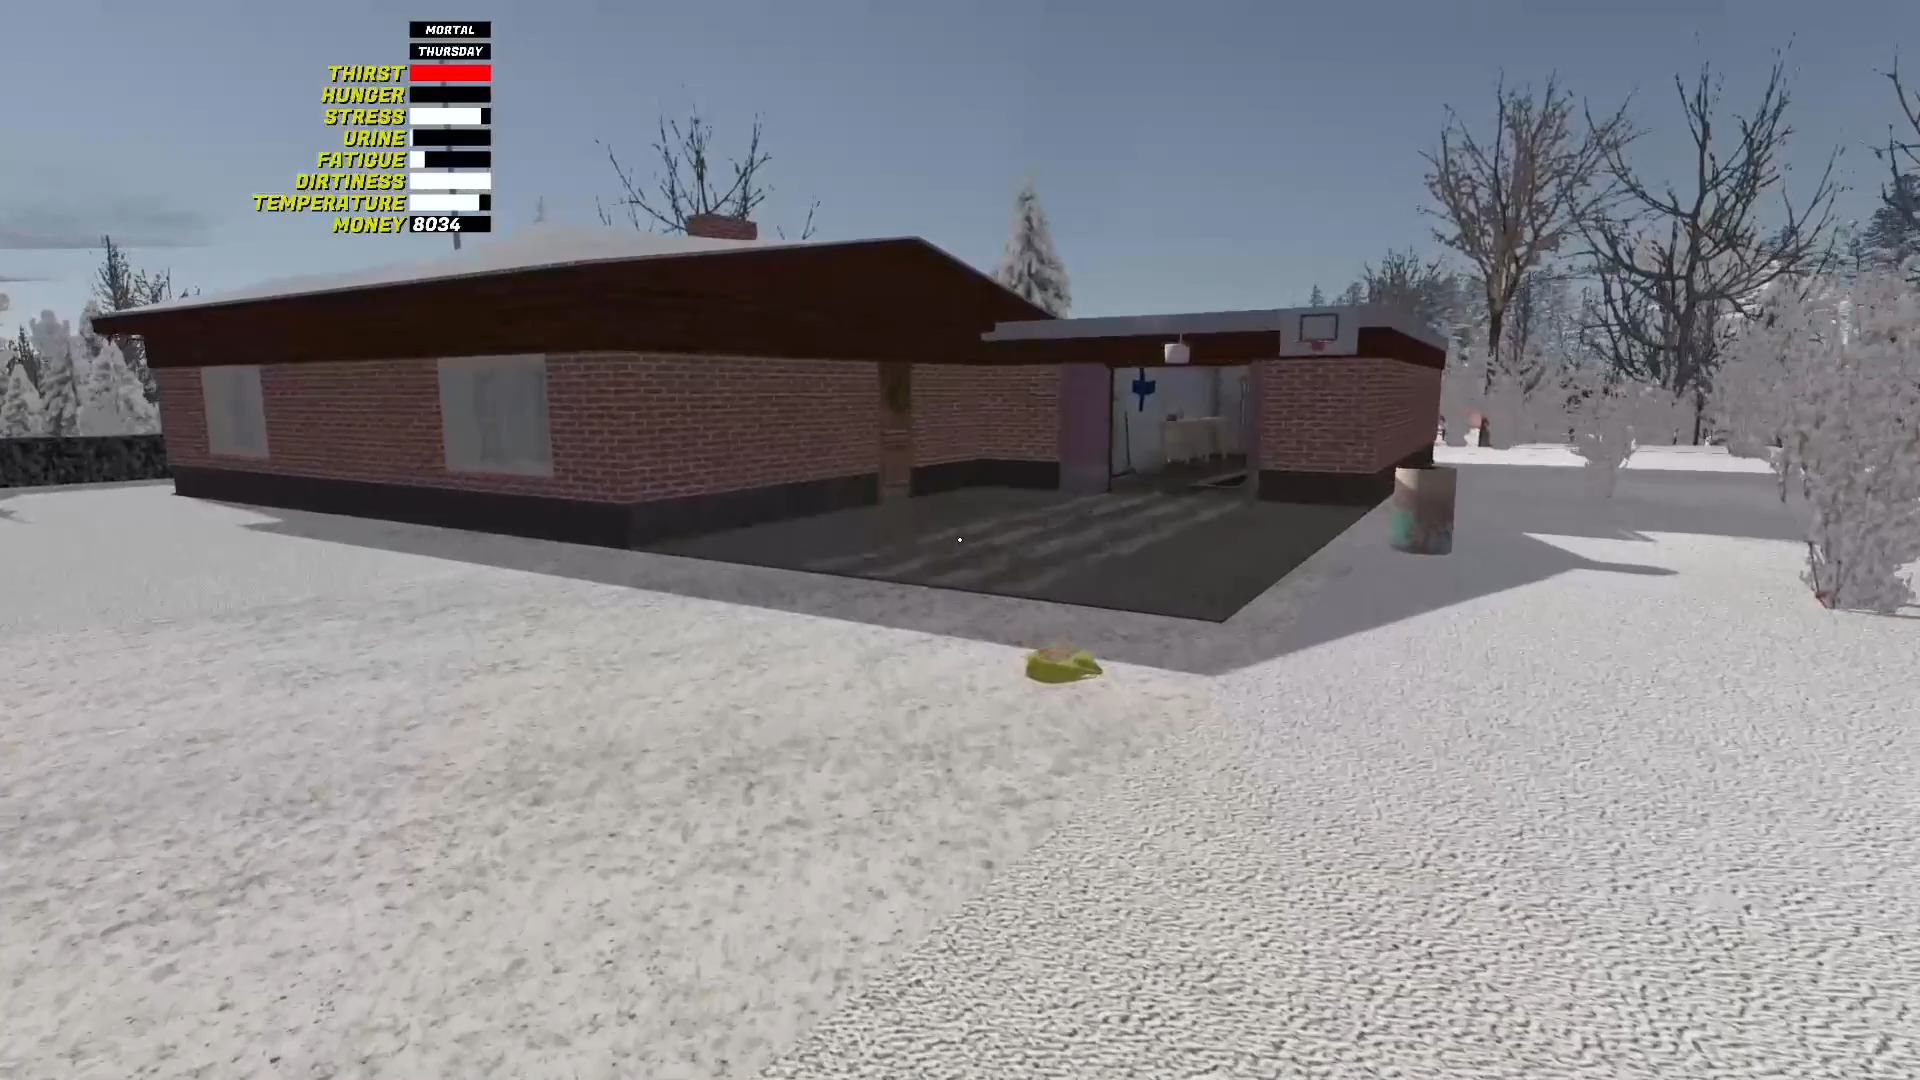 MORTAL
THURSDAY
THIRST
HUNGER
STRESS
URINE
FATIGUE
DIRTINESS
TEMPERATURE
MONEY 8034